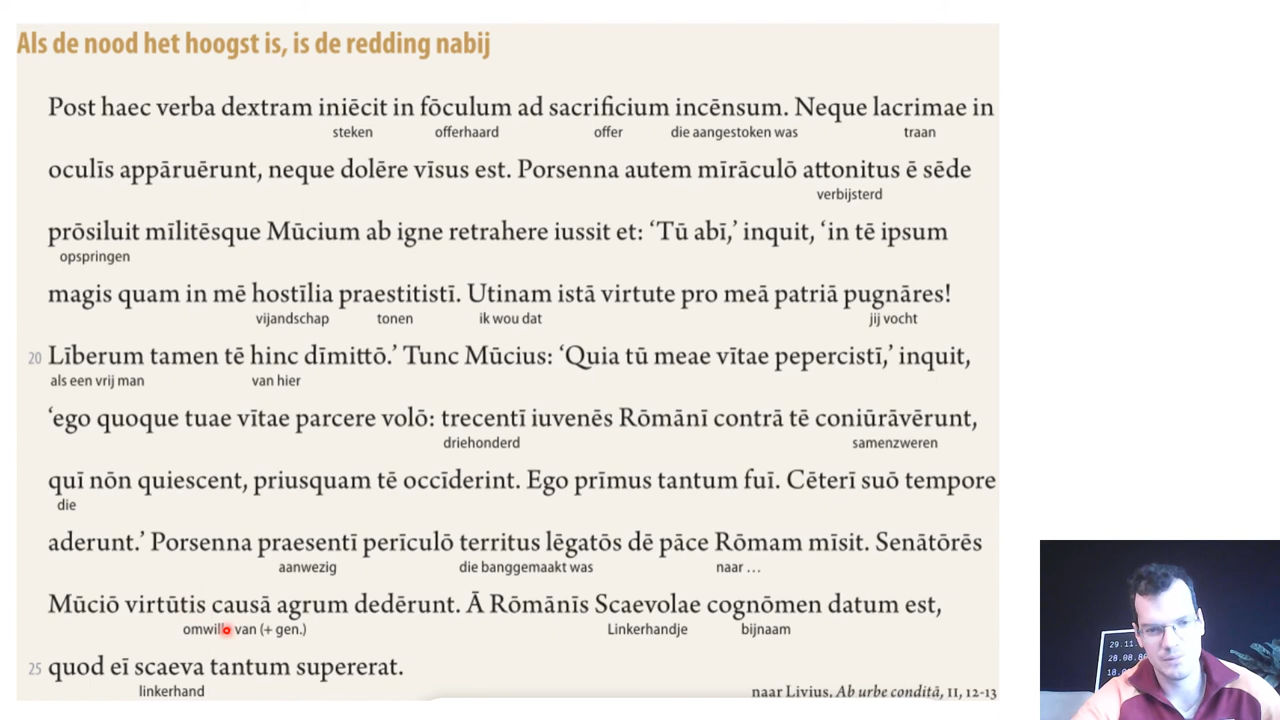 Als de nood het hoogst is, is de redding nabij
Post haec verba dextram iniēcit in fōculum ad sacrificium incēnsum. Neque lacrimae in
steken offerhaard offer die aangestoken was traan
oculīs appāruērunt, neque dolēre vīsus est. Porsenna autem mīrāculō attonitus ē sēde
verbijsterd
prōsiluit mīlitēsque Mūcium ab igne retrahere iussit et: ‘Tū abī,’ inquit, ‘in tē ipsum
opspringen
magis quam in mē hostīlia praestitistī. Utinam istā virtute pro meā patriā pugnāres!
vijandschap tonen ik wou dat jij vocht
20 Līberum tamen tē hinc dīmittō.’ Tunc Mūcius: ‘Quia tū meae vītae pepercistī,’ inquit,
als een vrij man van hier
‘ego quoque tuae vītae parcere volō: trecentī iuvenēs Rōmānī contrā tē coniūrāvērunt,
driehonderd samenzweren
quī nōn quiescent, priusquam tē occīderint. Ego prīmus tantum fuī. Cēterī suō tempore
die
aderunt.’ Porsenna praesentī perīculō territus lēgatōs dē pāce Rōmam mīsit. Senātōrēs
aanwezig die banggemaakt was naar …
Mūciō virtūtis causā agrum dedērunt. Ā Rōmānīs Scaevolae cognōmen datum est,
van (+ gen.) Linkerhandje bijnaam
25 quod eī scaeva tantum supererat.
linkerhand
naar Livius, Ab urbe conditā, II, 12-13
29.11
28.08.8